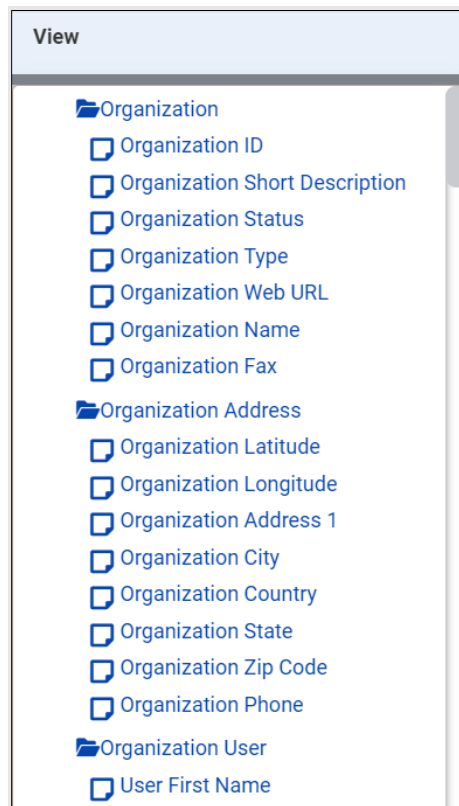 View
Organization
Organization ID
Organization Short Description
Organization Status
Organization Type
Organization Web URL
Organization Name
Organization Fax
Organization Address
Organization Latitude
Organization Longitude
Organization Address 1
Organization City
Organization Country
Organization State
Organization Zip Code
Organization Phone
Organization User
User First Name